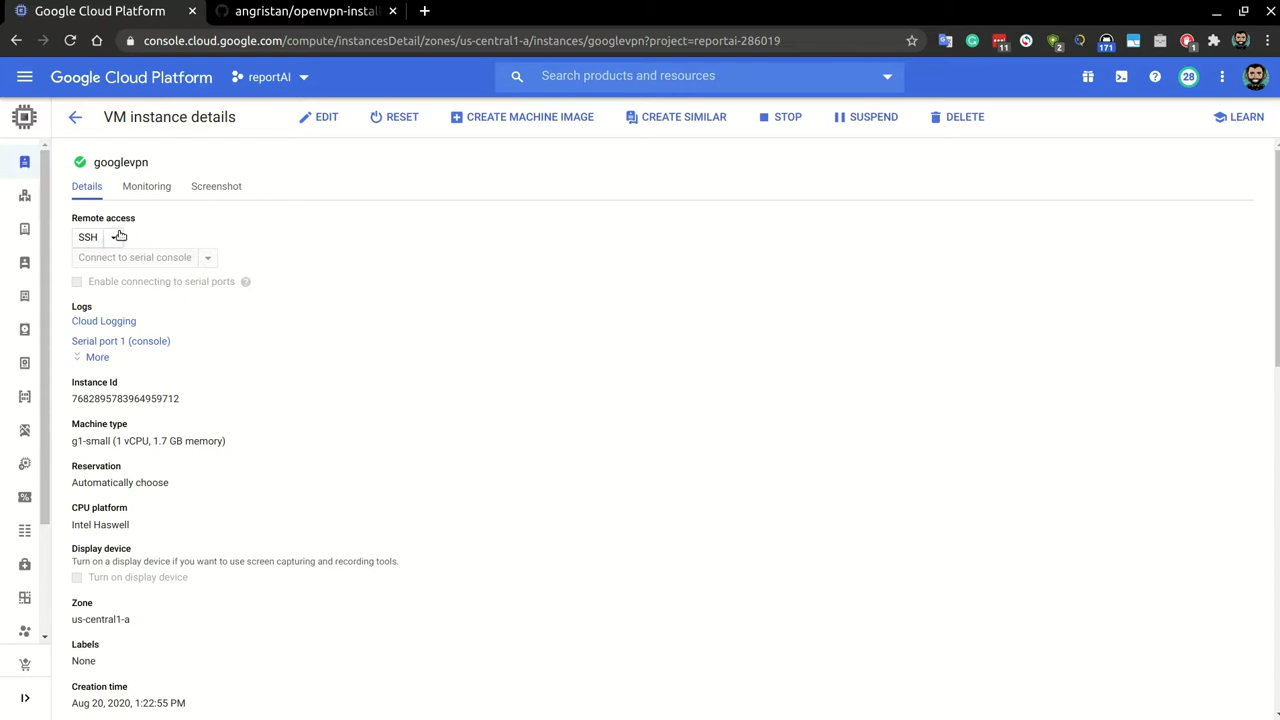 Google Cloud Platform
angristan/openvpn-instal
console.cloud.google.com/compute/instancesDetail/zones/us-central1-a/instances/googlevpn?project=reportai-286019
11
2
171
1
Google Cloud Platform
reportAI
Search products and resources
28
VM instance details
EDIT
RESET
CREATE MACHINE IMAGE
CREATE SIMILAR
STOP
SUSPEND
DELETE
LEARN
googlevpn
Details
Monitoring
Screenshot
Remote access
SSH
Connect to serial console
Enable connecting to serial ports
Logs
Cloud Logging
Serial port 1 (console)
More
Instance Id
7682895783964959712
Machine type
g1-small (1 vCPU, 1.7 GB memory)
Reservation
Automatically choose
CPU platform
Intel Haswell
Display device
Turn on a display device if you want to use screen capturing and recording tools.
Turn on display device
Zone
us-central1-a
Labels
None
Creation time
Aug 20, 2020, 1:22:55 PM